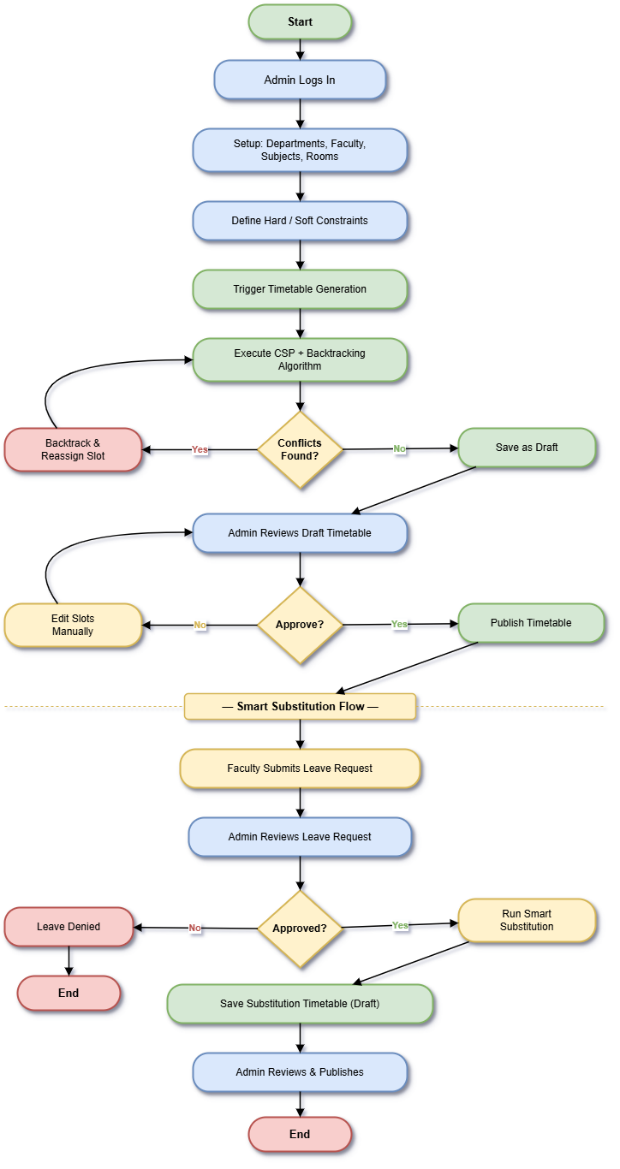 Start
Admin Logs In
Setup: Departments, Faculty,
Subjects, Rooms
Define Hard / Soft Constraints
Trigger Timetable Generation
Execute CSP + Backtracking
Algorithm
Conflicts
Found?
Yes
No
Backtrack &
Reassign Slot
Save as Draft
Admin Reviews Draft Timetable
Approve?
No
Yes
Edit Slots
Manually
Publish Timetable
— Smart Substitution Flow —
Faculty Submits Leave Request
Admin Reviews Leave Request
Approved?
No
Yes
Leave Denied
Run Smart
Substitution
End
Save Substitution Timetable (Draft)
Admin Reviews & Publishes
End